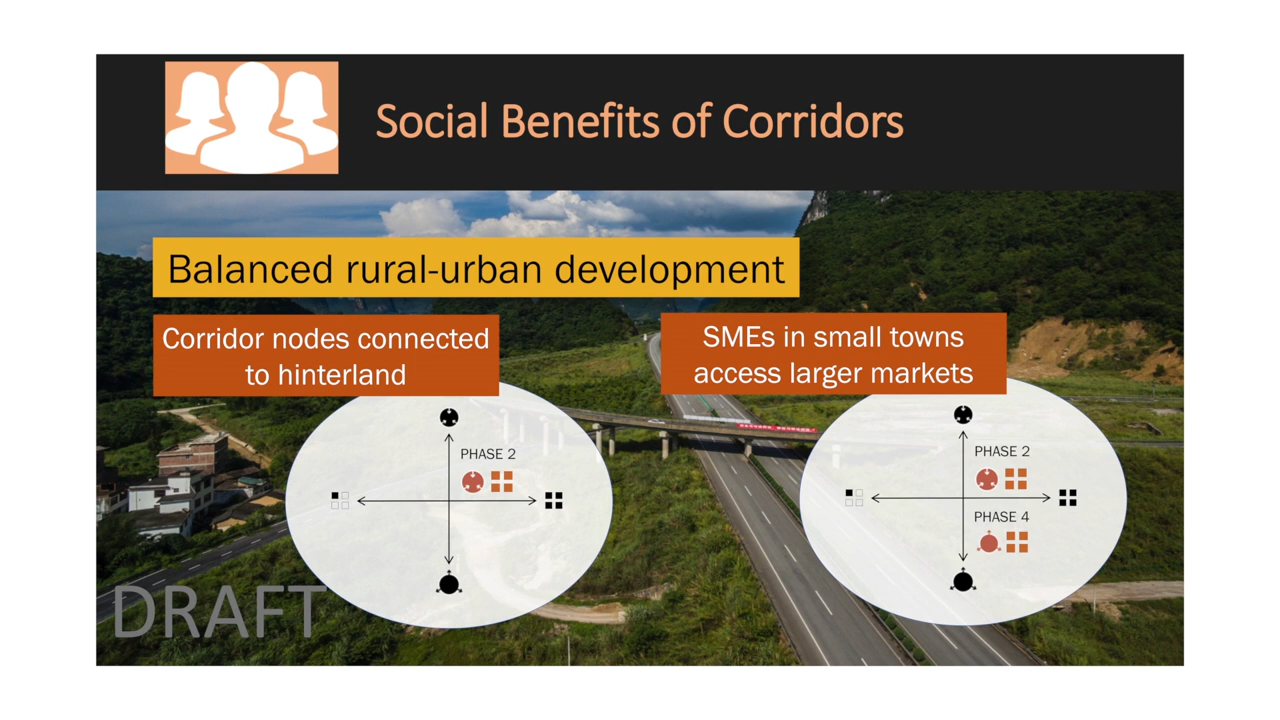 Social Benefits of Corridors
Balanced rural-urban development
Corridor nodes connected
to hinterland
PHASE 2
SMEs in small towns
access larger markets
PHASE 2
PHASE 4
DRAFT